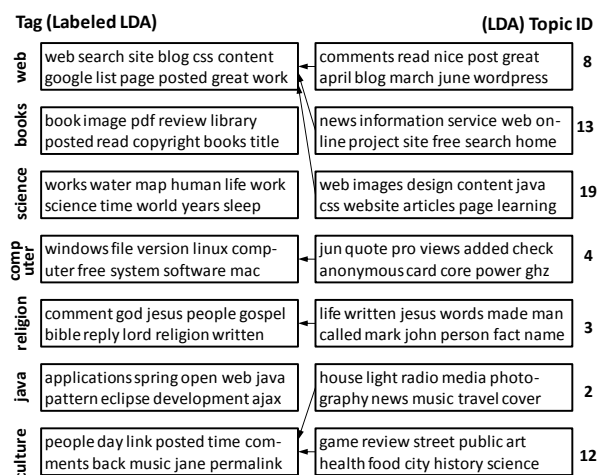 Tag (Labeled LDA)
(LDA) Topic ID
web
web search site blog css content
google list page posted great work
comments read nice post great
april blog march june wordpress
8
books
book image pdf review library
posted read copyright books title
news information service web on-
line project site free search home
13
science
works water map human life work
science time world years sleep
web images design content java
css website articles page learning
19
comp
uter
windows file version linux comp-
uter free system software mac
jun quote pro views added check
anonymous card core power ghz
4
religion
comment god jesus people gospel
bible reply lord religion written
life written jesus words made man
called mark john person fact name
3
java
applications spring open web java
pattern eclipse development ajax
house light radio media photo-
graphy news music travel cover
2
culture
people day link posted time com-
ments back music jane permalink
game review street public art
health food city history science
12